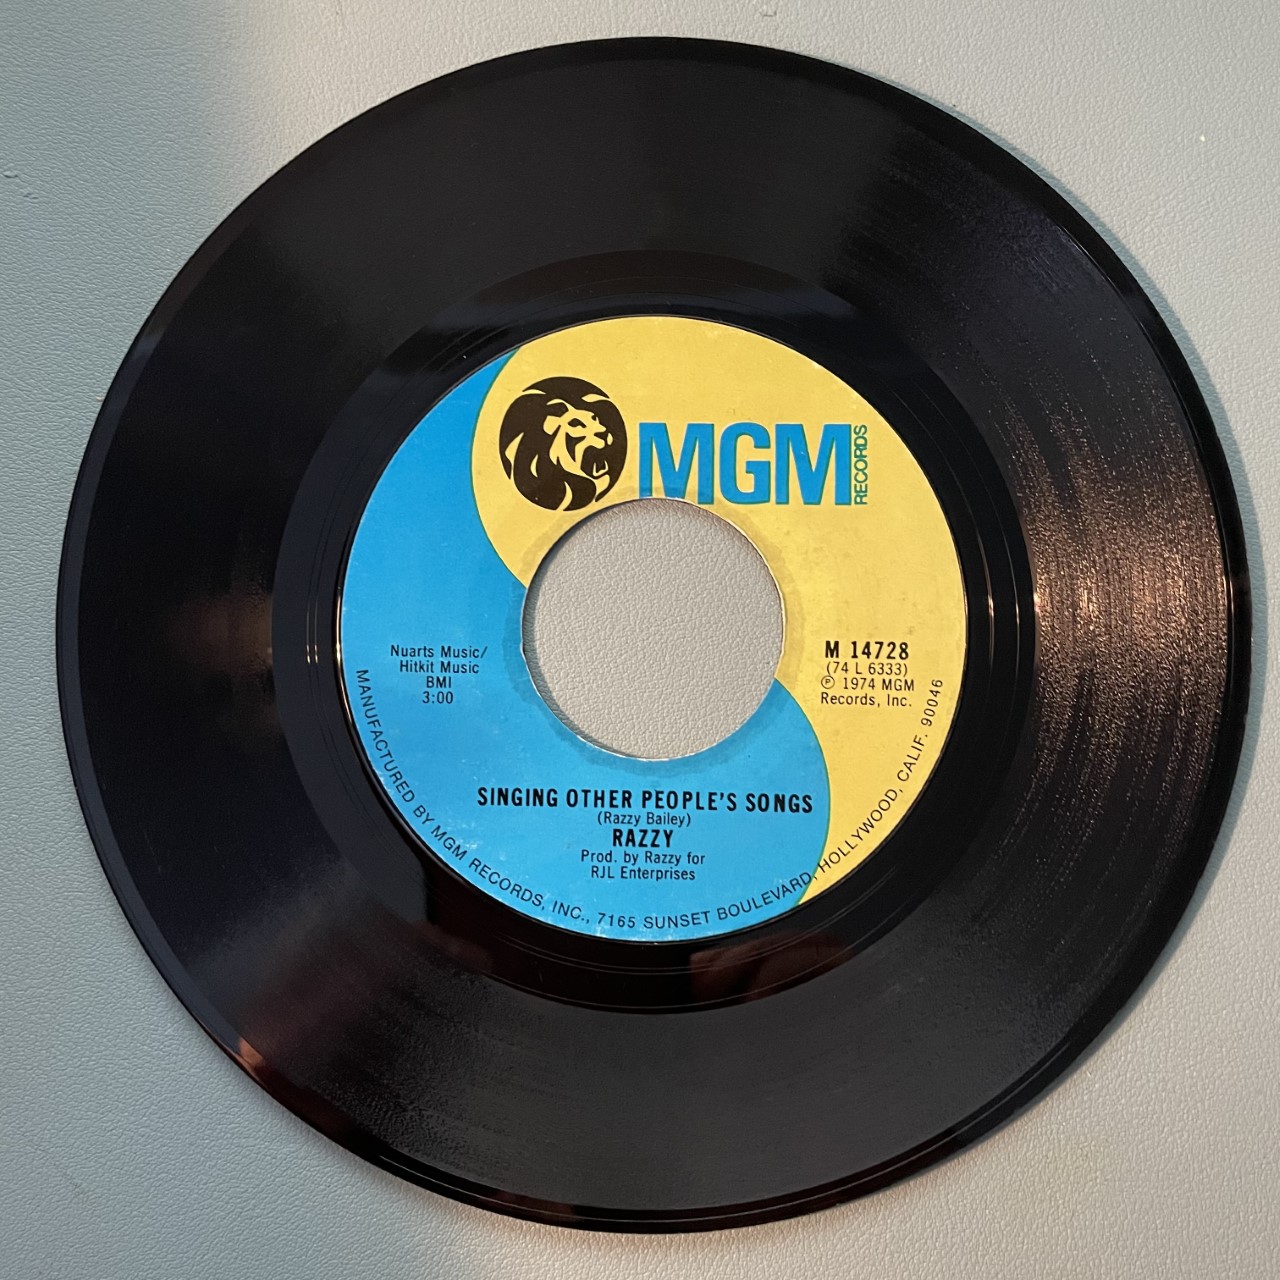 MGM
RECORDS
Nuarts Music/
Hitkit Music
BMI
3:00
M 14728
(74 L 6333)
℗ 1974 MGM
Records, Inc.
SINGING OTHER PEOPLE'S SONGS
(Razzy Bailey)
RAZZY
Prod. by Razzy for
RJL Enterprises
MANUFACTURED BY MGM RECORDS, INC., 7165 SUNSET BOULEVARD, HOLLYWOOD, CALIF. 90046